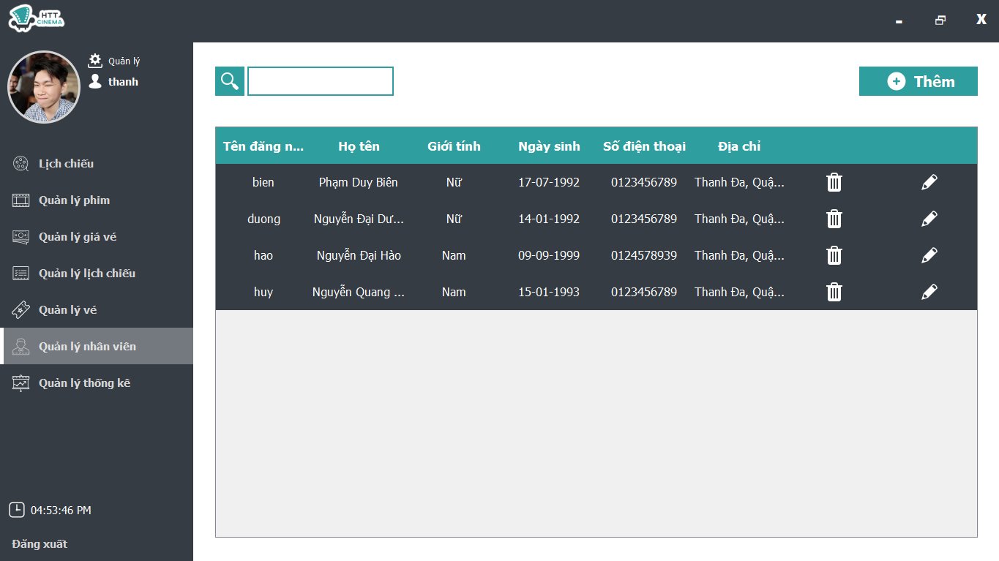 HTT
CINEMA
X
Quản lý
thanh
Lịch chiếu
Quản lý phim
Quản lý giá vé
Quản lý lịch chiếu
Quản lý vé
Quản lý nhân viên
Quản lý thống kê
04:53:46 PM
Đăng xuất
Thêm
Tên đăng n... Họ tên Giới tính Ngày sinh Số điện thoại Địa chỉ
bien Phạm Duy Biên Nữ 17-07-1992 0123456789 Thanh Đa, Quậ...
duong Nguyễn Đại Dư... Nữ 14-01-1992 0123456789 Thanh Đa, Quậ...
hao Nguyễn Đại Hào Nam 09-09-1999 0124578939 Thanh Đa, Quậ...
huy Nguyễn Quang ... Nam 15-01-1993 0123456789 Thanh Đa, Quậ...